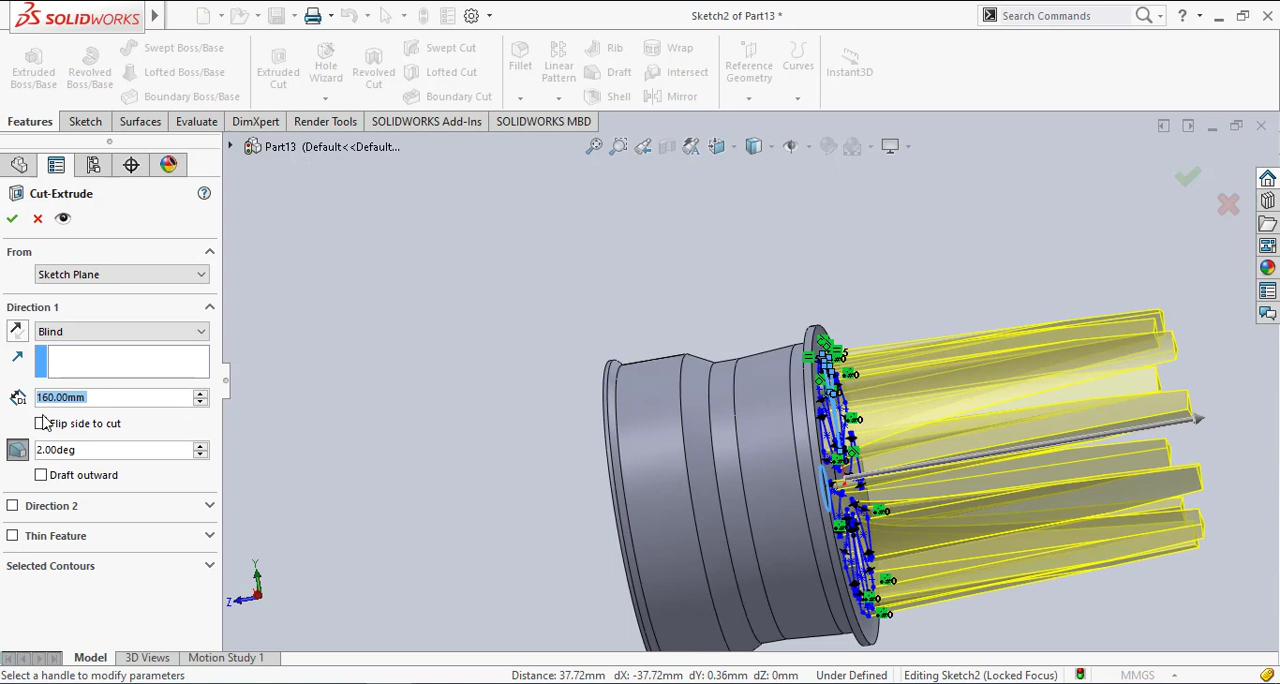 SOLIDWORKS
Sketch2 of Part13 *
Search Commands
?
Extruded Boss/Base
Revolved Boss/Base
Swept Boss/Base
Lofted Boss/Base
Boundary Boss/Base
Extruded Cut
Hole Wizard
Revolved Cut
Swept Cut
Lofted Cut
Boundary Cut
Fillet
Linear Pattern
Rib
Draft
Shell
Wrap
Intersect
Mirror
Reference Geometry
Curves
Instant3D
Features
Sketch
Surfaces
Evaluate
DimXpert
Render Tools
SOLIDWORKS Add-Ins
SOLIDWORKS MBD
Part13 (Default<<Default...
Cut-Extrude
?
From
Sketch Plane
Direction 1
Blind
D1
160.00mm
Flip side to cut
2.00deg
Draft outward
Direction 2
Thin Feature
Selected Contours
Y
Z
Model
3D Views
Motion Study 1
Select a handle to modify parameters
Distance: 37.72mm
dX: -37.72mm
dY: 0.36mm
dZ: 0mm
Under Defined
Editing Sketch2 (Locked Focus)
MMGS